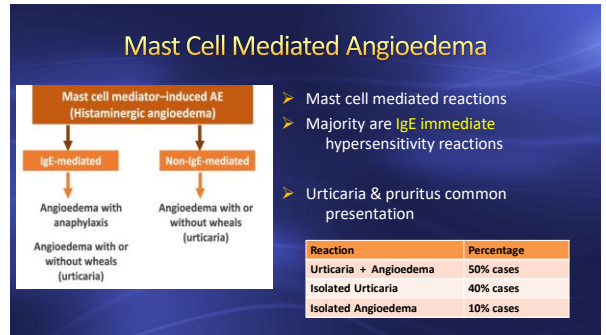 Mast Cell Mediated Angioedema
Mast cell mediator–induced AE
(Histaminergic angioedema)
IgE-mediated
Non-IgE-mediated
Angioedema with
anaphylaxis
Angioedema with or
without wheals
(urticaria)
Angioedema with or
without wheals
(urticaria)
Mast cell mediated reactions
Majority are IgE immediate
hypersensitivity reactions
Urticaria & pruritus common
presentation
Reaction Percentage
Urticaria + Angioedema 50% cases
Isolated Urticaria 40% cases
Isolated Angioedema 10% cases